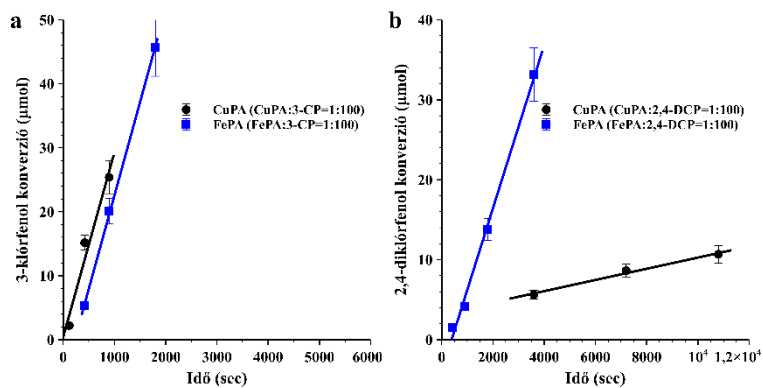 a
50
40
30
20
10
0
3-klórfenol konverzió (µmol)
CuPA (CuPA:3-CP=1:100)
FePA (FePA:3-CP=1:100)
0 1000 2000 3000 4000 5000 6000
Idő (sec)
b
40
30
20
10
0
2,4-diklórfenol konverzió (µmol)
CuPA (CuPA:2,4-DCP=1:100)
FePA (FePA:2,4-DCP=1:100)
0 2000 4000 6000 8000 10⁴ 1,2×10⁴
Idő (sec)